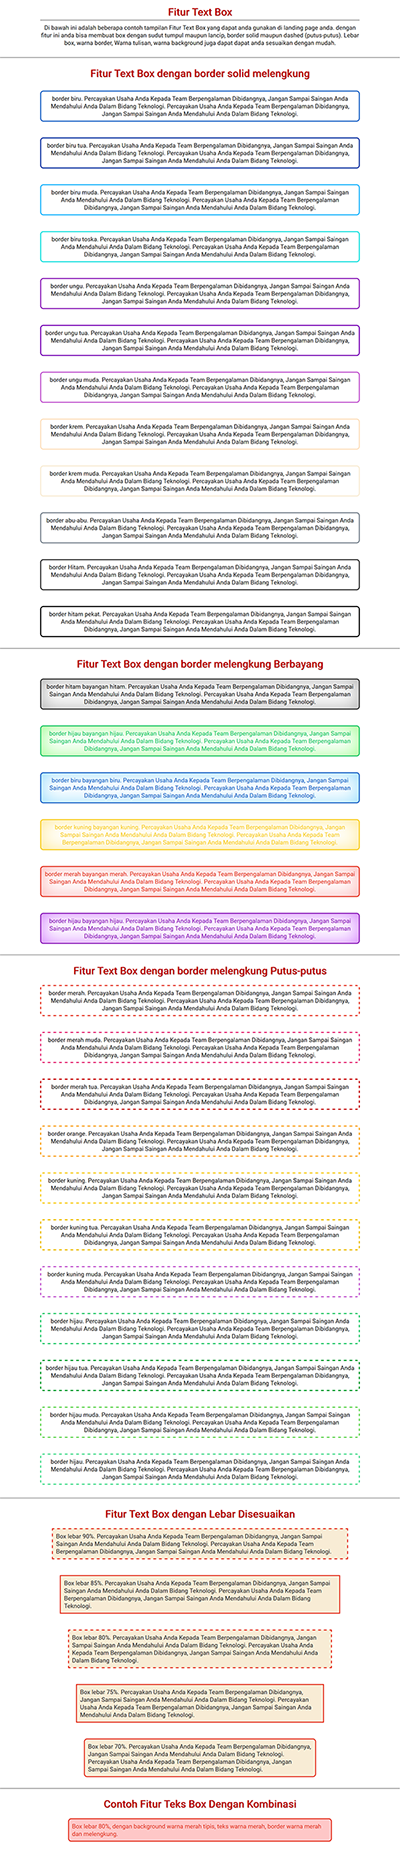 Fitur Text Box
Di bawah ini adalah beberapa contoh tampilan Fitur Text Box yang dapat anda gunakan di landing page anda. dengan
fitur ini anda bisa membuat box dengan sudut tumpul maupun lancip, border solid maupun dashed (putus-putus). Lebar
box, warna border, Warna tulisan, warna background juga dapat dapat anda sesuaikan dengan mudah.
Fitur Text Box dengan border solid melengkung
border biru. Percayakan Usaha Anda Kepada Team Berpengalaman Dibidangnya, Jangan Sampai Saingan Anda
Mendahului Anda Dalam Bidang Teknologi. Percayakan Usaha Anda Kepada Team Berpengalaman Dibidangnya,
Jangan Sampai Saingan Anda Mendahului Anda Dalam Bidang Teknologi.
border biru tua. Percayakan Usaha Anda Kepada Team Berpengalaman Dibidangnya, Jangan Sampai Saingan Anda
Mendahului Anda Dalam Bidang Teknologi. Percayakan Usaha Anda Kepada Team Berpengalaman Dibidangnya,
Jangan Sampai Saingan Anda Mendahului Anda Dalam Bidang Teknologi.
border biru muda. Percayakan Usaha Anda Kepada Team Berpengalaman Dibidangnya, Jangan Sampai Saingan
Anda Mendahului Anda Dalam Bidang Teknologi. Percayakan Usaha Anda Kepada Team Berpengalaman
Dibidangnya, Jangan Sampai Saingan Anda Mendahului Anda Dalam Bidang Teknologi.
border biru toska. Percayakan Usaha Anda Kepada Team Berpengalaman Dibidangnya, Jangan Sampai Saingan
Anda Mendahului Anda Dalam Bidang Teknologi. Percayakan Usaha Anda Kepada Team Berpengalaman
Dibidangnya, Jangan Sampai Saingan Anda Mendahului Anda Dalam Bidang Teknologi.
border ungu. Percayakan Usaha Anda Kepada Team Berpengalaman Dibidangnya, Jangan Sampai Saingan Anda
Mendahului Anda Dalam Bidang Teknologi. Percayakan Usaha Anda Kepada Team Berpengalaman Dibidangnya,
Jangan Sampai Saingan Anda Mendahului Anda Dalam Bidang Teknologi.
border ungu tua. Percayakan Usaha Anda Kepada Team Berpengalaman Dibidangnya, Jangan Sampai Saingan Anda
Mendahului Anda Dalam Bidang Teknologi. Percayakan Usaha Anda Kepada Team Berpengalaman Dibidangnya,
Jangan Sampai Saingan Anda Mendahului Anda Dalam Bidang Teknologi.
border ungu muda. Percayakan Usaha Anda Kepada Team Berpengalaman Dibidangnya, Jangan Sampai Saingan
Anda Mendahului Anda Dalam Bidang Teknologi. Percayakan Usaha Anda Kepada Team Berpengalaman
Dibidangnya, Jangan Sampai Saingan Anda Mendahului Anda Dalam Bidang Teknologi.
border krem. Percayakan Usaha Anda Kepada Team Berpengalaman Dibidangnya, Jangan Sampai Saingan Anda
Mendahului Anda Dalam Bidang Teknologi. Percayakan Usaha Anda Kepada Team Berpengalaman Dibidangnya,
Jangan Sampai Saingan Anda Mendahului Anda Dalam Bidang Teknologi.
border krem muda. Percayakan Usaha Anda Kepada Team Berpengalaman Dibidangnya, Jangan Sampai Saingan
Anda Mendahului Anda Dalam Bidang Teknologi. Percayakan Usaha Anda Kepada Team Berpengalaman
Dibidangnya, Jangan Sampai Saingan Anda Mendahului Anda Dalam Bidang Teknologi.
border abu-abu. Percayakan Usaha Anda Kepada Team Berpengalaman Dibidangnya, Jangan Sampai Saingan Anda
Mendahului Anda Dalam Bidang Teknologi. Percayakan Usaha Anda Kepada Team Berpengalaman Dibidangnya,
Jangan Sampai Saingan Anda Mendahului Anda Dalam Bidang Teknologi.
border Hitam. Percayakan Usaha Anda Kepada Team Berpengalaman Dibidangnya, Jangan Sampai Saingan Anda
Mendahului Anda Dalam Bidang Teknologi. Percayakan Usaha Anda Kepada Team Berpengalaman Dibidangnya,
Jangan Sampai Saingan Anda Mendahului Anda Dalam Bidang Teknologi.
border hitam pekat. Percayakan Usaha Anda Kepada Team Berpengalaman Dibidangnya, Jangan Sampai Saingan
Anda Mendahului Anda Dalam Bidang Teknologi. Percayakan Usaha Anda Kepada Team Berpengalaman
Dibidangnya, Jangan Sampai Saingan Anda Mendahului Anda Dalam Bidang Teknologi.
Fitur Text Box dengan border melengkung Berbayang
border hitam bayangan hitam. Percayakan Usaha Anda Kepada Team Berpengalaman Dibidangnya, Jangan Sampai
Saingan Anda Mendahului Anda Dalam Bidang Teknologi. Percayakan Usaha Anda Kepada Team Berpengalaman
Dibidangnya, Jangan Sampai Saingan Anda Mendahului Anda Dalam Bidang Teknologi.
border hijau bayangan hijau. Percayakan Usaha Anda Kepada Team Berpengalaman Dibidangnya, Jangan Sampai
Saingan Anda Mendahului Anda Dalam Bidang Teknologi. Percayakan Usaha Anda Kepada Team Berpengalaman
Dibidangnya, Jangan Sampai Saingan Anda Mendahului Anda Dalam Bidang Teknologi.
border biru bayangan biru. Percayakan Usaha Anda Kepada Team Berpengalaman Dibidangnya, Jangan Sampai
Saingan Anda Mendahului Anda Dalam Bidang Teknologi. Percayakan Usaha Anda Kepada Team Berpengalaman
Dibidangnya, Jangan Sampai Saingan Anda Mendahului Anda Dalam Bidang Teknologi.
border kuning bayangan kuning. Percayakan Usaha Anda Kepada Team Berpengalaman Dibidangnya, Jangan
Sampai Saingan Anda Mendahului Anda Dalam Bidang Teknologi. Percayakan Usaha Anda Kepada Team
Berpengalaman Dibidangnya, Jangan Sampai Saingan Anda Mendahului Anda Dalam Bidang Teknologi.
border merah bayangan merah. Percayakan Usaha Anda Kepada Team Berpengalaman Dibidangnya, Jangan Sampai
Saingan Anda Mendahului Anda Dalam Bidang Teknologi. Percayakan Usaha Anda Kepada Team Berpengalaman
Dibidangnya, Jangan Sampai Saingan Anda Mendahului Anda Dalam Bidang Teknologi.
border hijau bayangan hijau. Percayakan Usaha Anda Kepada Team Berpengalaman Dibidangnya, Jangan Sampai
Saingan Anda Mendahului Anda Dalam Bidang Teknologi. Percayakan Usaha Anda Kepada Team Berpengalaman
Dibidangnya, Jangan Sampai Saingan Anda Mendahului Anda Dalam Bidang Teknologi.
Fitur Text Box dengan border melengkung Putus-putus
border merah. Percayakan Usaha Anda Kepada Team Berpengalaman Dibidangnya, Jangan Sampai Saingan Anda
Mendahului Anda Dalam Bidang Teknologi. Percayakan Usaha Anda Kepada Team Berpengalaman Dibidangnya,
Jangan Sampai Saingan Anda Mendahului Anda Dalam Bidang Teknologi.
border merah muda. Percayakan Usaha Anda Kepada Team Berpengalaman Dibidangnya, Jangan Sampai Saingan
Anda Mendahului Anda Dalam Bidang Teknologi. Percayakan Usaha Anda Kepada Team Berpengalaman
Dibidangnya, Jangan Sampai Saingan Anda Mendahului Anda Dalam Bidang Teknologi.
border merah tua. Percayakan Usaha Anda Kepada Team Berpengalaman Dibidangnya, Jangan Sampai Saingan
Anda Mendahului Anda Dalam Bidang Teknologi. Percayakan Usaha Anda Kepada Team Berpengalaman
Dibidangnya, Jangan Sampai Saingan Anda Mendahului Anda Dalam Bidang Teknologi.
border orange. Percayakan Usaha Anda Kepada Team Berpengalaman Dibidangnya, Jangan Sampai Saingan Anda
Mendahului Anda Dalam Bidang Teknologi. Percayakan Usaha Anda Kepada Team Berpengalaman Dibidangnya,
Jangan Sampai Saingan Anda Mendahului Anda Dalam Bidang Teknologi.
border kuning. Percayakan Usaha Anda Kepada Team Berpengalaman Dibidangnya, Jangan Sampai Saingan Anda
Mendahului Anda Dalam Bidang Teknologi. Percayakan Usaha Anda Kepada Team Berpengalaman Dibidangnya,
Jangan Sampai Saingan Anda Mendahului Anda Dalam Bidang Teknologi.
border kuning tua. Percayakan Usaha Anda Kepada Team Berpengalaman Dibidangnya, Jangan Sampai Saingan
Anda Mendahului Anda Dalam Bidang Teknologi. Percayakan Usaha Anda Kepada Team Berpengalaman
Dibidangnya, Jangan Sampai Saingan Anda Mendahului Anda Dalam Bidang Teknologi.
border kuning muda. Percayakan Usaha Anda Kepada Team Berpengalaman Dibidangnya, Jangan Sampai Saingan
Anda Mendahului Anda Dalam Bidang Teknologi. Percayakan Usaha Anda Kepada Team Berpengalaman
Dibidangnya, Jangan Sampai Saingan Anda Mendahului Anda Dalam Bidang Teknologi.
border hijau. Percayakan Usaha Anda Kepada Team Berpengalaman Dibidangnya, Jangan Sampai Saingan Anda
Mendahului Anda Dalam Bidang Teknologi. Percayakan Usaha Anda Kepada Team Berpengalaman Dibidangnya,
Jangan Sampai Saingan Anda Mendahului Anda Dalam Bidang Teknologi.
border hijau tua. Percayakan Usaha Anda Kepada Team Berpengalaman Dibidangnya, Jangan Sampai Saingan Anda
Mendahului Anda Dalam Bidang Teknologi. Percayakan Usaha Anda Kepada Team Berpengalaman Dibidangnya,
Jangan Sampai Saingan Anda Mendahului Anda Dalam Bidang Teknologi.
border hijau muda. Percayakan Usaha Anda Kepada Team Berpengalaman Dibidangnya, Jangan Sampai Saingan
Anda Mendahului Anda Dalam Bidang Teknologi. Percayakan Usaha Anda Kepada Team Berpengalaman
Dibidangnya, Jangan Sampai Saingan Anda Mendahului Anda Dalam Bidang Teknologi.
border hijau. Percayakan Usaha Anda Kepada Team Berpengalaman Dibidangnya, Jangan Sampai Saingan Anda
Mendahului Anda Dalam Bidang Teknologi. Percayakan Usaha Anda Kepada Team Berpengalaman Dibidangnya,
Jangan Sampai Saingan Anda Mendahului Anda Dalam Bidang Teknologi.
Fitur Text Box dengan Lebar Disesuaikan
Box lebar 90%. Percayakan Usaha Anda Kepada Team Berpengalaman Dibidangnya, Jangan Sampai
Saingan Anda Mendahului Anda Dalam Bidang Teknologi. Percayakan Usaha Anda Kepada Team
Berpengalaman Dibidangnya, Jangan Sampai Saingan Anda Mendahului Anda Dalam Bidang Teknologi.
Box lebar 85%. Percayakan Usaha Anda Kepada Team Berpengalaman Dibidangnya, Jangan Sampai
Saingan Anda Mendahului Anda Dalam Bidang Teknologi. Percayakan Usaha Anda Kepada Team
Berpengalaman Dibidangnya, Jangan Sampai Saingan Anda Mendahului Anda Dalam Bidang
Teknologi.
Box lebar 80%. Percayakan Usaha Anda Kepada Team Berpengalaman Dibidangnya, Jangan
Sampai Saingan Anda Mendahului Anda Dalam Bidang Teknologi. Percayakan Usaha Anda
Kepada Team Berpengalaman Dibidangnya, Jangan Sampai Saingan Anda Mendahului Anda
Dalam Bidang Teknologi.
Box lebar 75%. Percayakan Usaha Anda Kepada Team Berpengalaman Dibidangnya,
Jangan Sampai Saingan Anda Mendahului Anda Dalam Bidang Teknologi. Percayakan
Usaha Anda Kepada Team Berpengalaman Dibidangnya, Jangan Sampai Saingan Anda
Mendahului Anda Dalam Bidang Teknologi.
Box lebar 70%. Percayakan Usaha Anda Kepada Team Berpengalaman Dibidangnya,
Jangan Sampai Saingan Anda Mendahului Anda Dalam Bidang Teknologi.
Percayakan Usaha Anda Kepada Team Berpengalaman Dibidangnya, Jangan
Sampai Saingan Anda Mendahului Anda Dalam Bidang Teknologi.
Contoh Fitur Teks Box Dengan Kombinasi
Box lebar 80%, dengan background warna merah tipis, teks warna merah, border warna merah
dan melengkung.